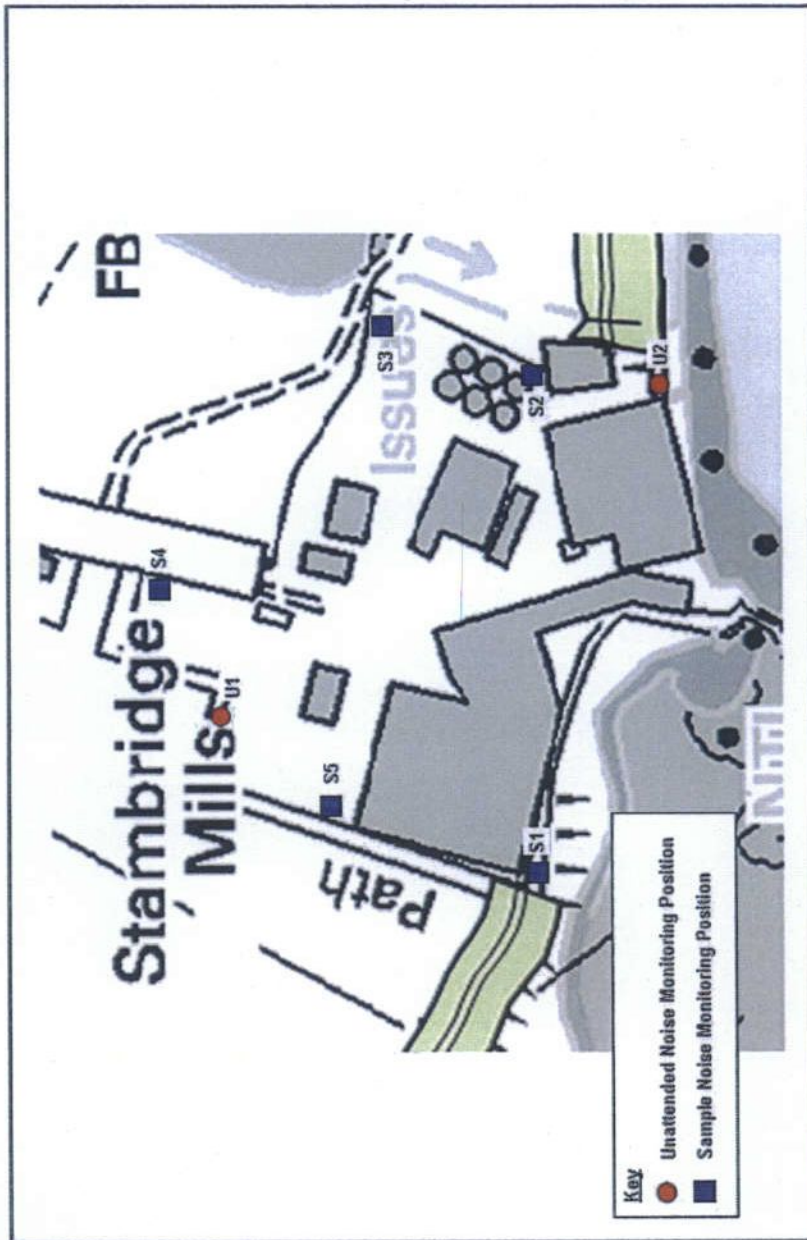 Stambridge
Mills
FB
Issues
Path
NTL
S4
U1
S5
S3
S2
U2
S1
Key
Unattended Noise Monitoring Position
Sample Noise Monitoring Position